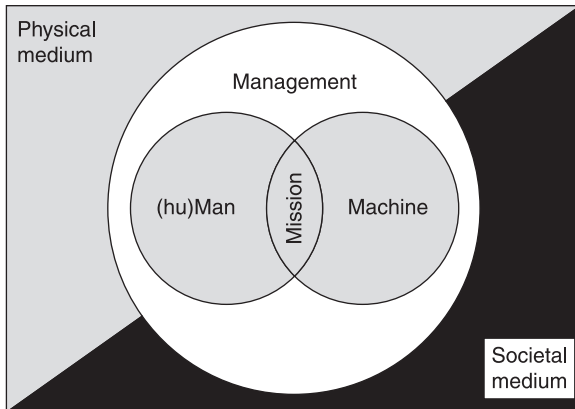 Physical
medium
Management
(hu)Man
Mission
Machine
Societal
medium